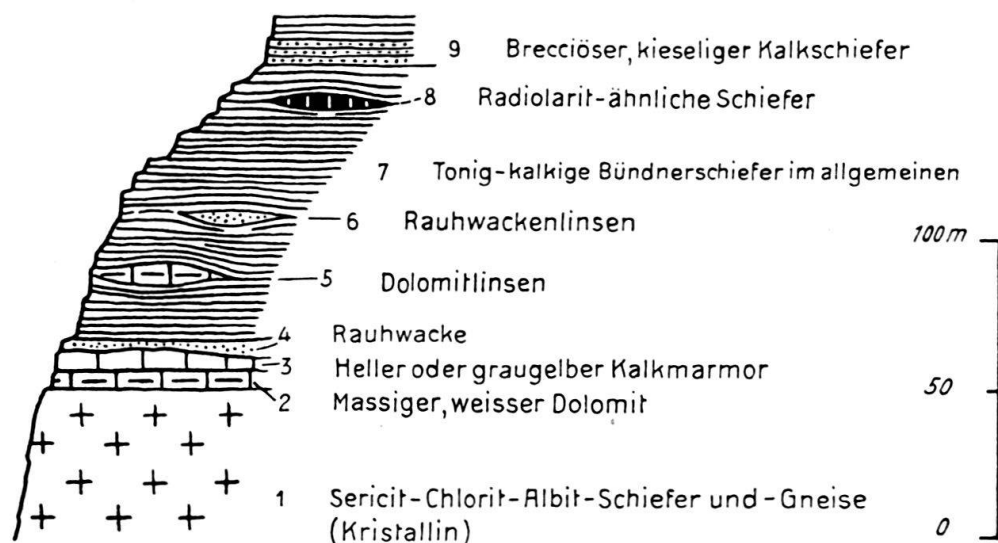 9 Brecciöser, kieseliger Kalkschiefer
8 Radiolarit-ähnliche Schiefer
7 Tonig-kalkige Bündnerschiefer im allgemeinen
6 Rauhwackenlinsen
100 m
5 Dolomitlinsen
4 Rauhwacke
3 Heller oder graugelber Kalkmarmor
50
2 Massiger, weisser Dolomit
1 Sericit-Chlorit-Albit-Schiefer und -Gneise
(Kristallin)
0